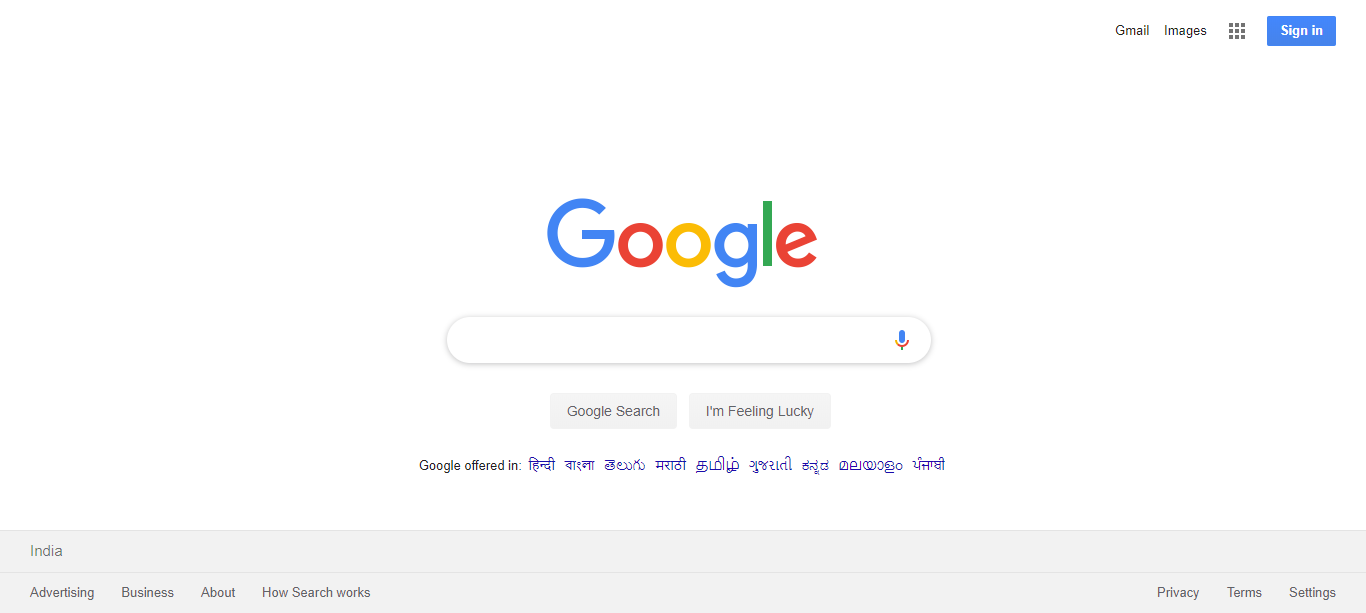 Gmail Images Sign in
Google
Google Search I'm Feeling Lucky
Google offered in: हिन्दी বাংলা తెలుగు मराठी தமிழ் ગુજરાતી ಕನ್ನಡ മലയാളം ਪੰਜਾਬੀ
India
Advertising Business About How Search works Privacy Terms Settings